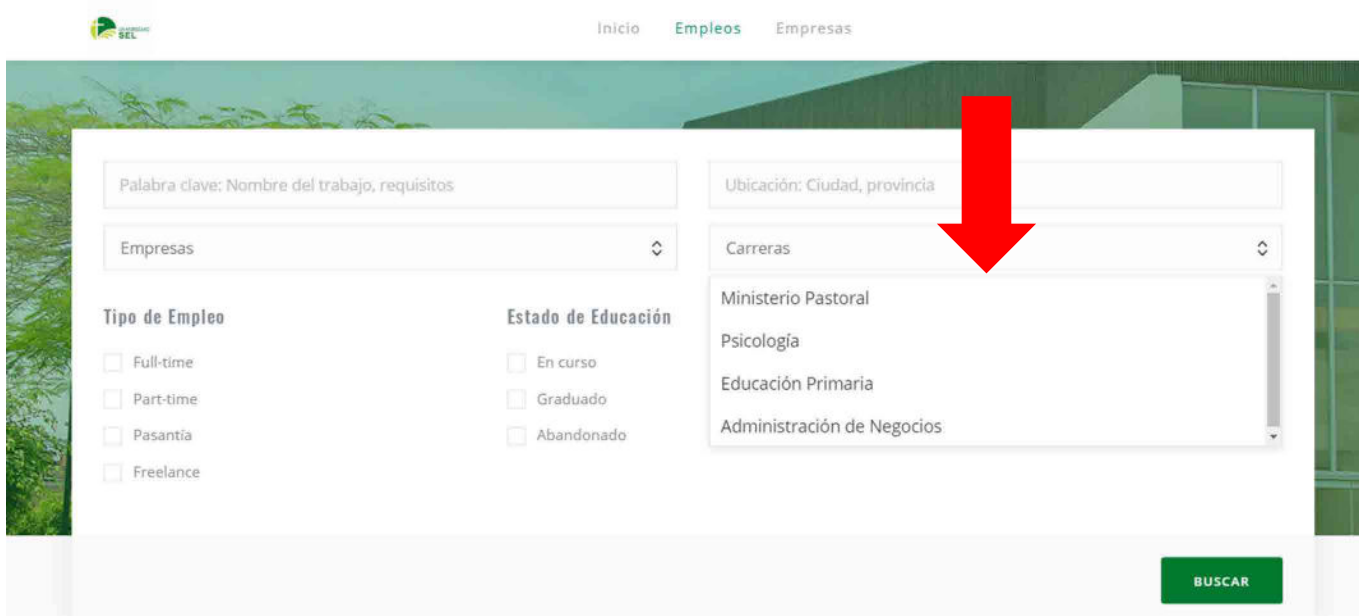 SEL
Inicio Empleos Empresas
Palabra clave: Nombre del trabajo, requisitos
Ubicación: Ciudad, provincia
Empresas
Carreras
Tipo de Empleo
Full-time
Part-time
Pasantía
Freelance
Estado de Educación
En curso
Graduado
Abandonado
Ministerio Pastoral
Psicología
Educación Primaria
Administración de Negocios
BUSCAR